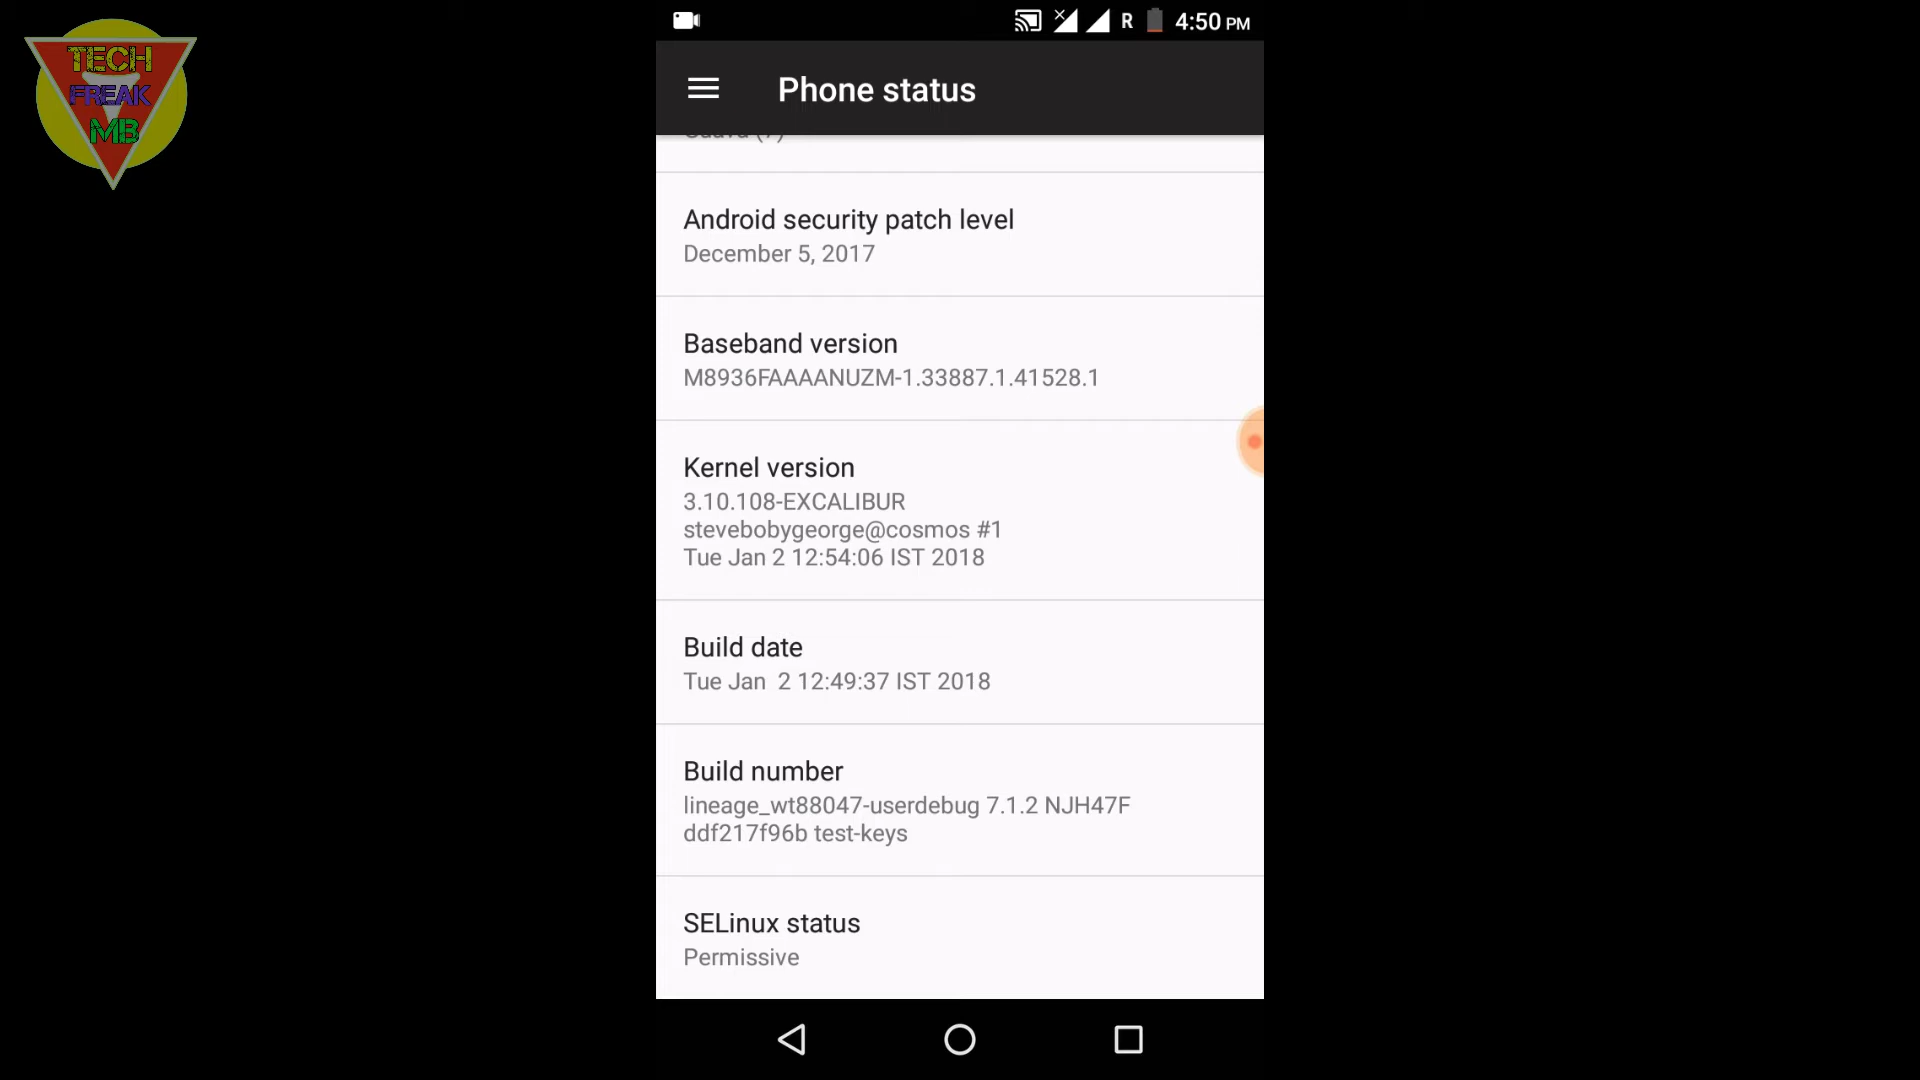 TECH
FREAK
MB
R 4:50 PM
Phone status
Android security patch level
December 5, 2017
Baseband version
M8936FAAAANUZM-1.33887.1.41528.1
Kernel version
3.10.108-EXCALIBUR
stevebobygeorge@cosmos #1
Tue Jan 2 12:54:06 IST 2018
Build date
Tue Jan  2 12:49:37 IST 2018
Build number
lineage_wt88047-userdebug 7.1.2 NJH47F
ddf217f96b test-keys
SELinux status
Permissive